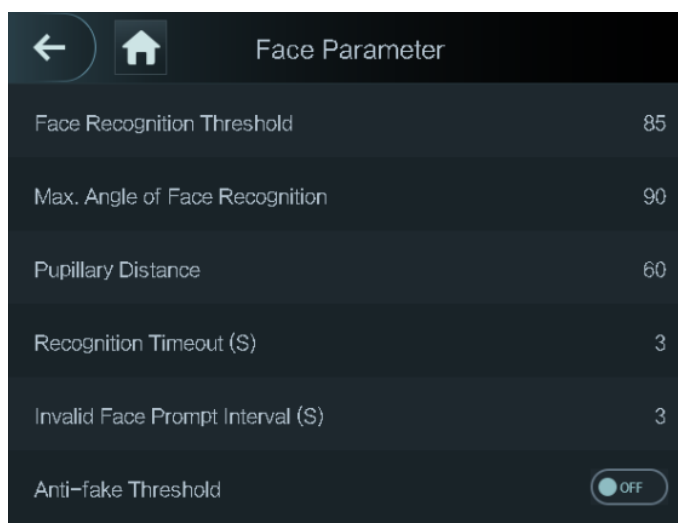 Face Parameter
Face Recognition Threshold 85
Max. Angle of Face Recognition 90
Pupillary Distance 60
Recognition Timeout (S) 3
Invalid Face Prompt Interval (S) 3
Anti-fake Threshold OFF